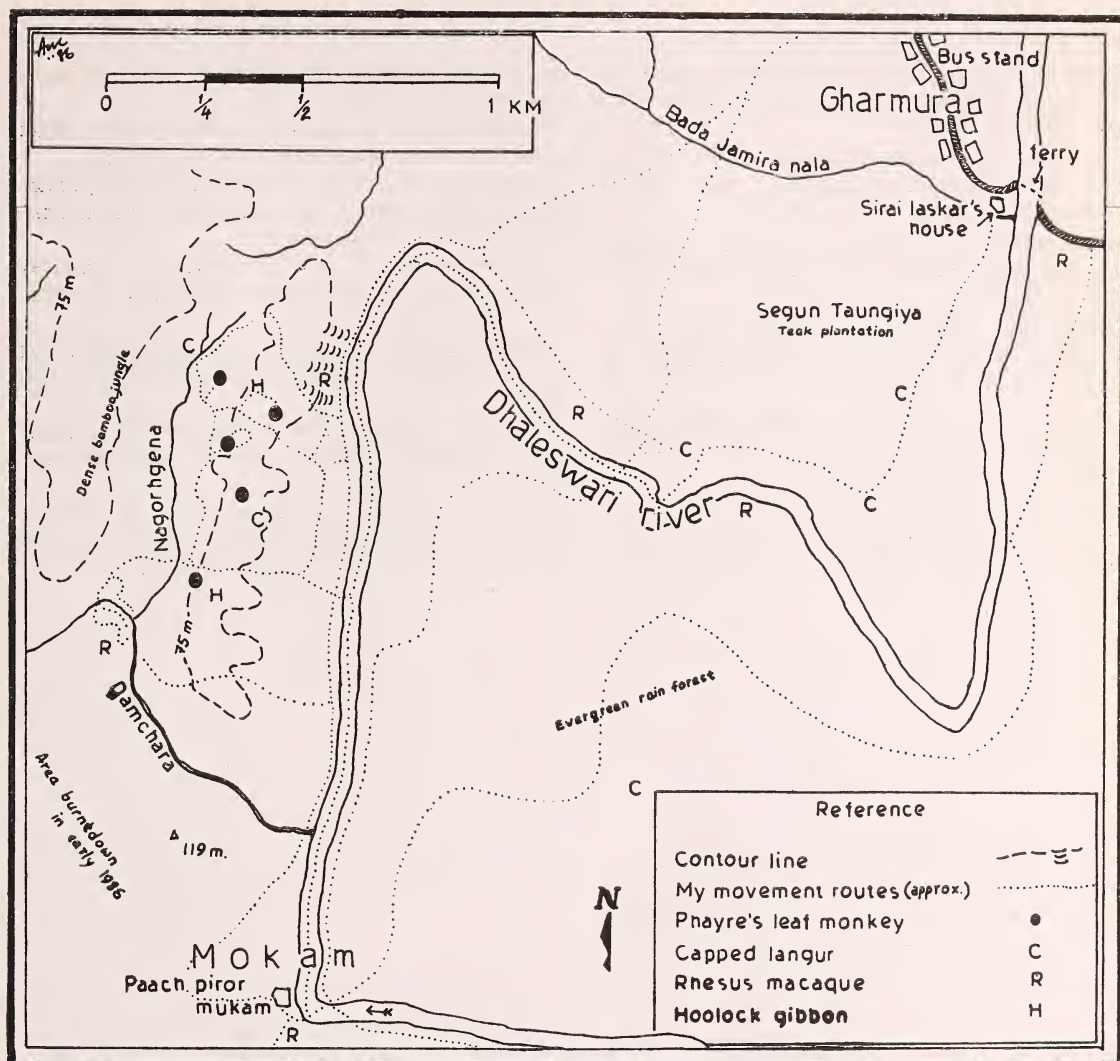 '86
0 1/4 1/2 1 KM
Bus stand
Gharmura
Bada Jamira nala
ferry
Sirai laskar's
house
R
75 m
Segun Taungiya
Teak plantation
C
H
R
C
Dense bamboo jungle
R
Dhaleswari river
C
C
R
Nagorhgena
C
H
75m
R
Damchara
Evergreen rain forest
Area burntdown
in early 1986
119 m.
C
N
Mokam
Paach piror
mukam
R
Reference
Contour line
My movement routes (approx.)
Phayre's leaf monkey
Capped langur C
Rhesus macaque R
Hoolock gibbon H